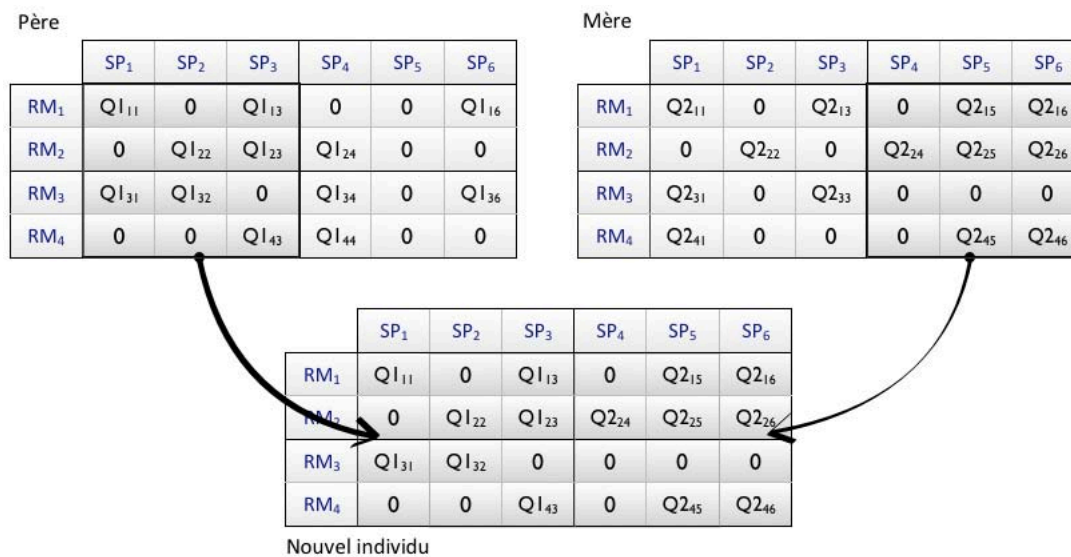 Père
SP₁ SP₂ SP₃ SP₄ SP₅ SP₆
RM₁ Q1₁₁ 0 Q1₁₃ 0 0 Q1₁₆
RM₂ 0 Q1₂₂ Q1₂₃ Q1₂₄ 0 0
RM₃ Q1₃₁ Q1₃₂ 0 Q1₃₄ 0 Q1₃₆
RM₄ 0 0 Q1₄₃ Q1₄₄ 0 0
Mère
SP₁ SP₂ SP₃ SP₄ SP₅ SP₆
RM₁ Q2₁₁ 0 Q2₁₃ 0 Q2₁₅ Q2₁₆
RM₂ 0 Q2₂₂ 0 Q2₂₄ Q2₂₅ Q2₂₆
RM₃ Q2₃₁ 0 Q2₃₃ 0 0 0
RM₄ Q2₄₁ 0 0 0 Q2₄₅ Q2₄₆
SP₁ SP₂ SP₃ SP₄ SP₅ SP₆
RM₁ Q1₁₁ 0 Q1₁₃ 0 Q2₁₅ Q2₁₆
RM₂ 0 Q1₂₂ Q1₂₃ Q2₂₄ Q2₂₅ Q2₂₆
RM₃ Q1₃₁ Q1₃₂ 0 0 0 0
RM₄ 0 0 Q1₄₃ 0 Q2₄₅ Q2₄₆
Nouvel individu